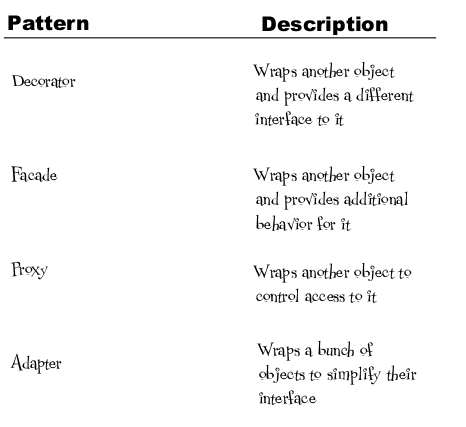 Pattern Description
Decorator Wraps another object
and provides a different
interface to it
Facade Wraps another object
and provides additional
behavior for it
Proxy Wraps another object to
control access to it
Adapter Wraps a bunch of
objects to simplify their
interface